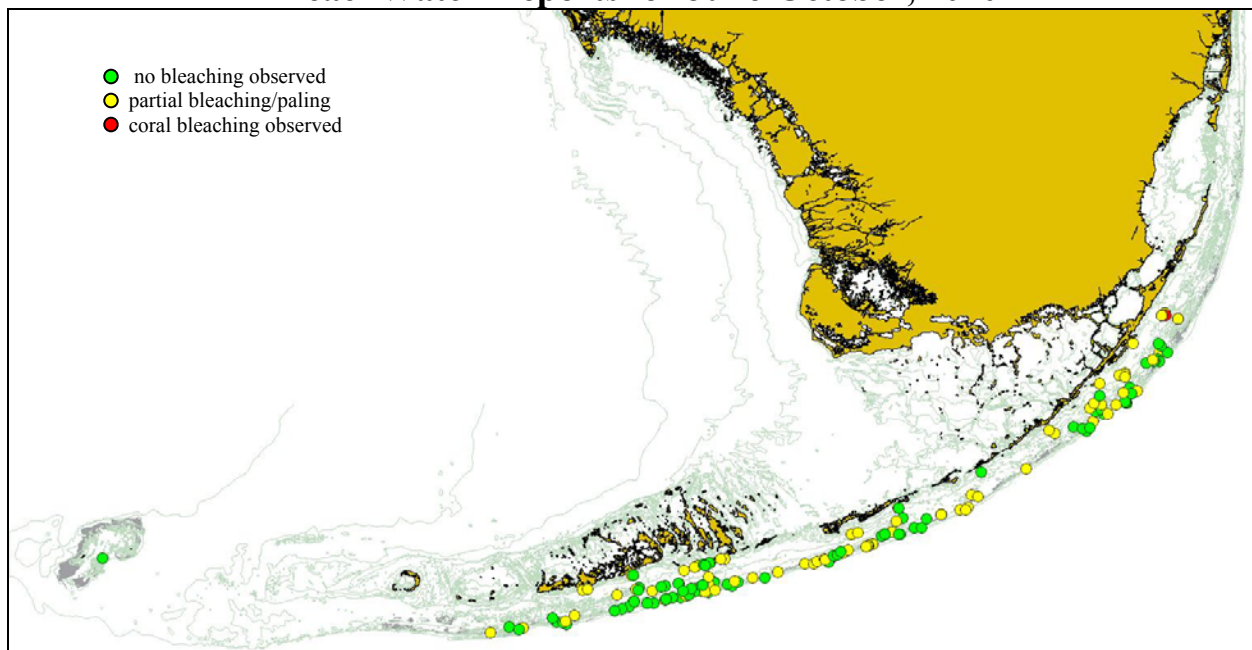 no bleaching observed
partial bleaching/paling
coral bleaching observed